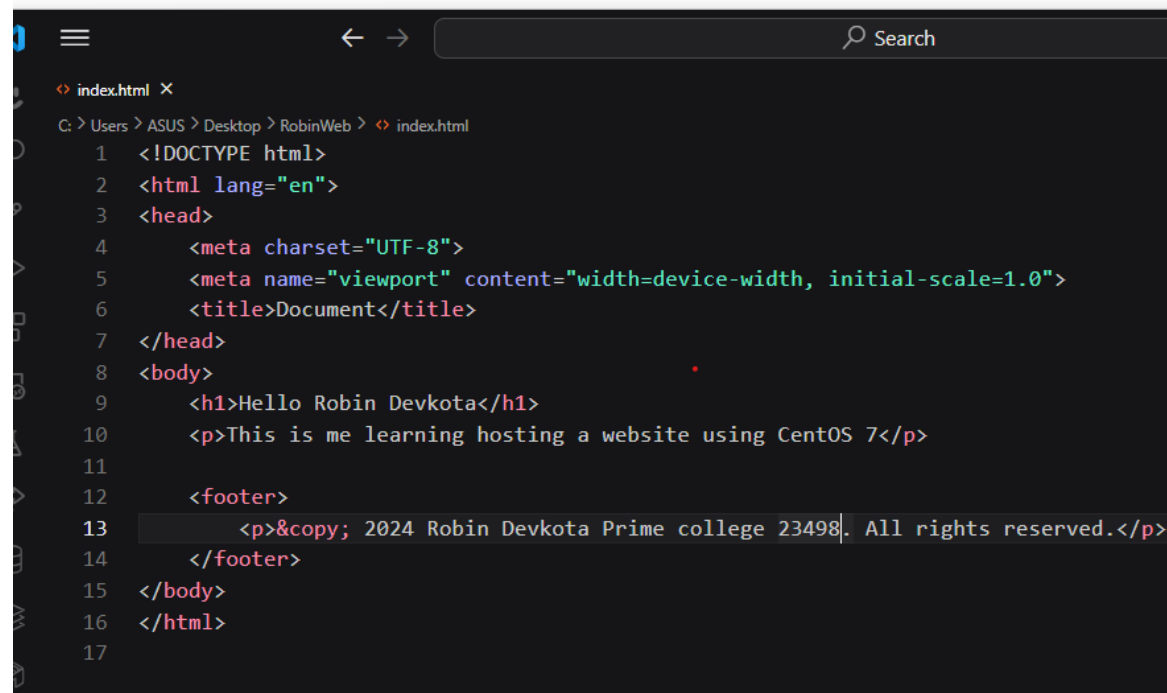 Search
index.html
C: > Users > ASUS > Desktop > RobinWeb > index.html
1 <!DOCTYPE html>
2 <html lang="en">
3 <head>
4     <meta charset="UTF-8">
5     <meta name="viewport" content="width=device-width, initial-scale=1.0">
6     <title>Document</title>
7 </head>
8 <body>
9     <h1>Hello Robin Devkota</h1>
10     <p>This is me learning hosting a website using CentOS 7</p>
11
12     <footer>
13         <p>&copy; 2024 Robin Devkota Prime college 23498. All rights reserved.</p>
14     </footer>
15 </body>
16 </html>
17